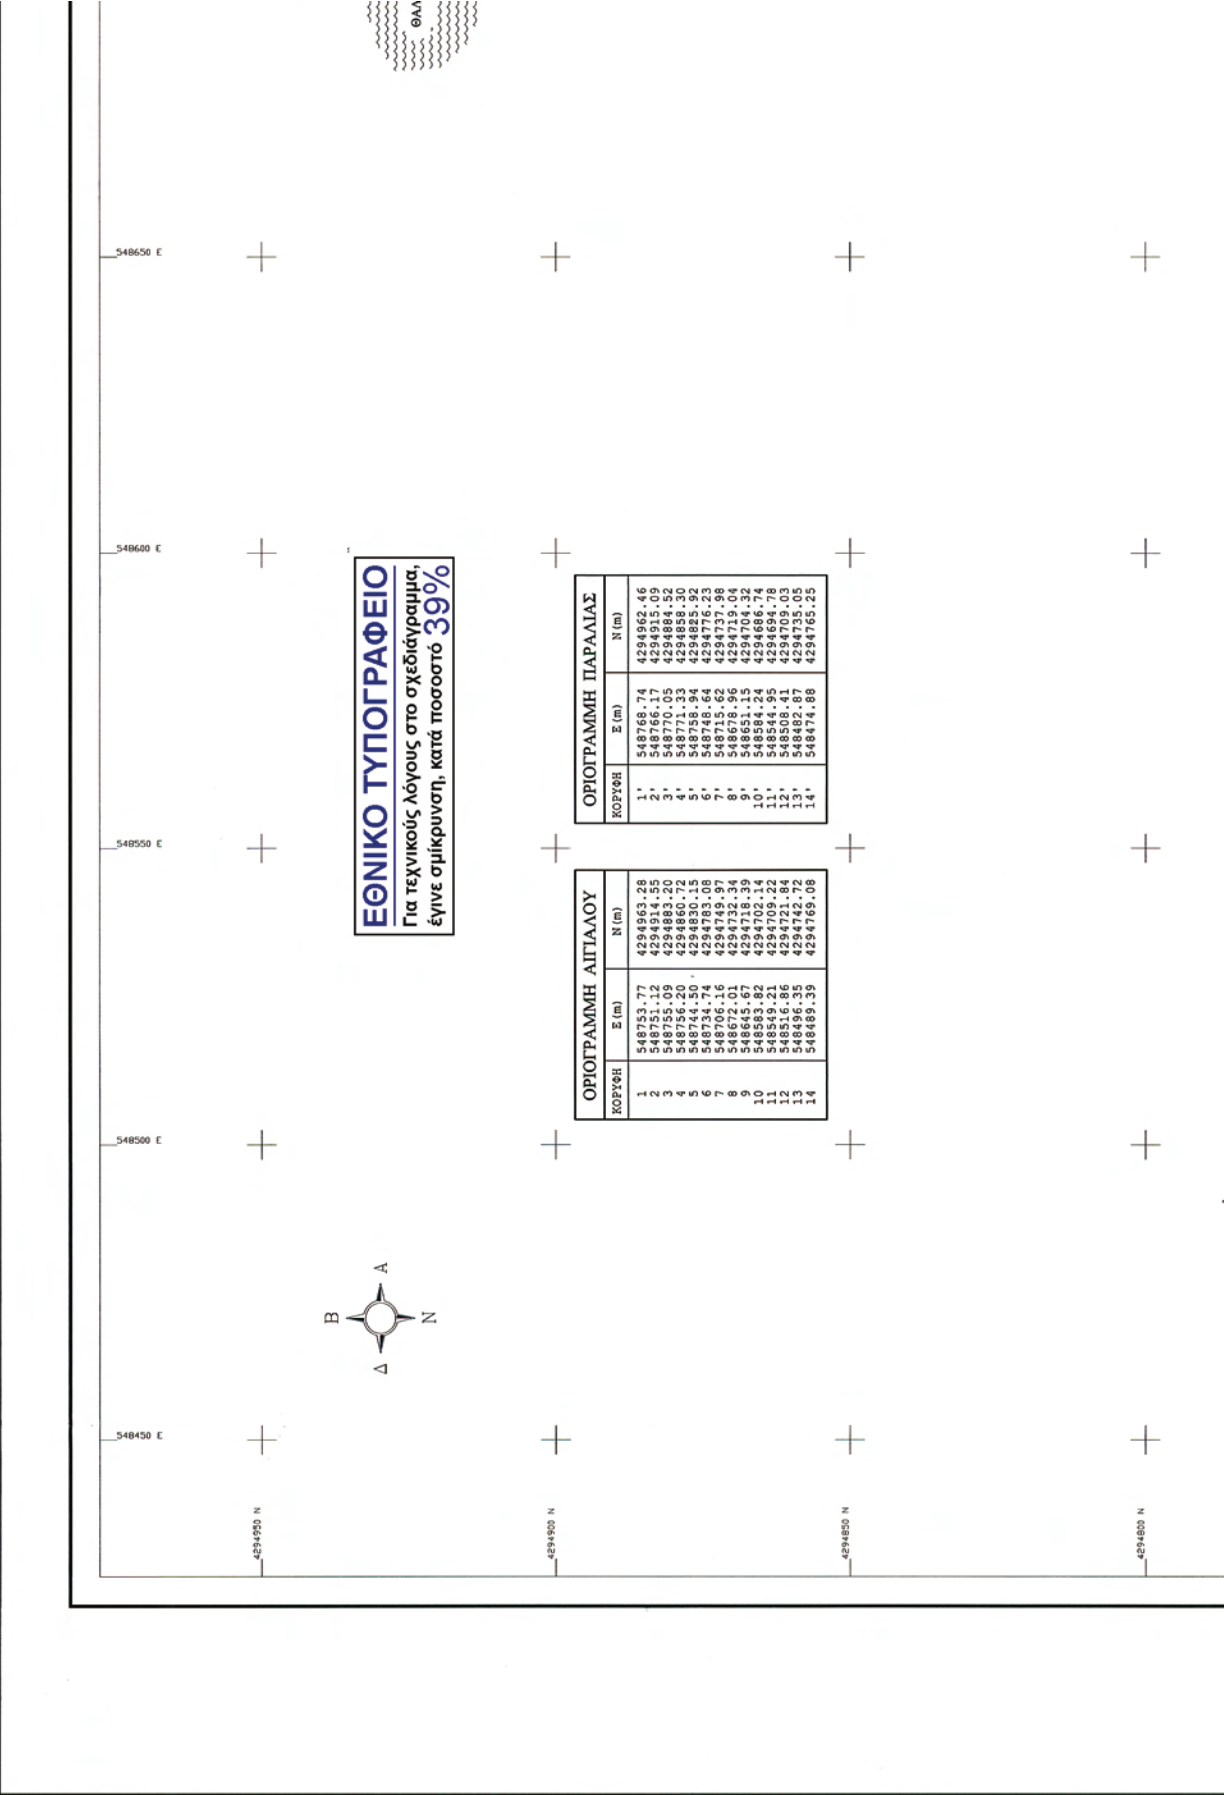 ΘΑΛ
548650 E
548600 E
548550 E
548500 E
548450 E
4294950 N
4294900 N
4294850 N
4294800 N
Β
Δ
Α
Ν
ΕΘΝΙΚΟ ΤΥΠΟΓΡΑΦΕΙΟ
Για τεχνικούς λόγους στο σχεδιάγραμμα,
έγινε σμίκρυνση, κατά ποσοστό 39%
ΟΡΙΟΓΡΑΜΜΗ ΑΙΓΙΑΛΟΥ
ΚΟΡΥΦΗ E(m) N(m)
1 548753.77 4294963.28
2 548751.12 4294914.55
3 548755.09 4294883.20
4 548756.20 4294860.72
5 548744.50 4294830.15
6 548734.74 4294783.08
7 548706.16 4294749.97
8 548672.01 4294732.34
9 548645.67 4294718.39
10 548583.82 4294702.14
11 548549.21 4294709.22
12 548516.86 4294721.84
13 548496.35 4294742.72
14 548489.39 4294769.08
ΟΡΙΟΓΡΑΜΜΗ ΠΑΡΑΛΙΑΣ
ΚΟΡΥΦΗ E(m) N(m)
1' 548768.74 4294962.46
2' 548766.17 4294915.09
3' 548770.05 4294884.52
4' 548771.33 4294858.30
5' 548758.94 4294825.92
6' 548748.64 4294776.23
7' 548715.62 4294737.98
8' 548678.96 4294719.04
9' 548651.15 4294704.32
10' 548584.24 4294686.74
11' 548544.95 4294694.78
12' 548508.41 4294709.03
13' 548482.87 4294735.05
14' 548474.88 4294765.25